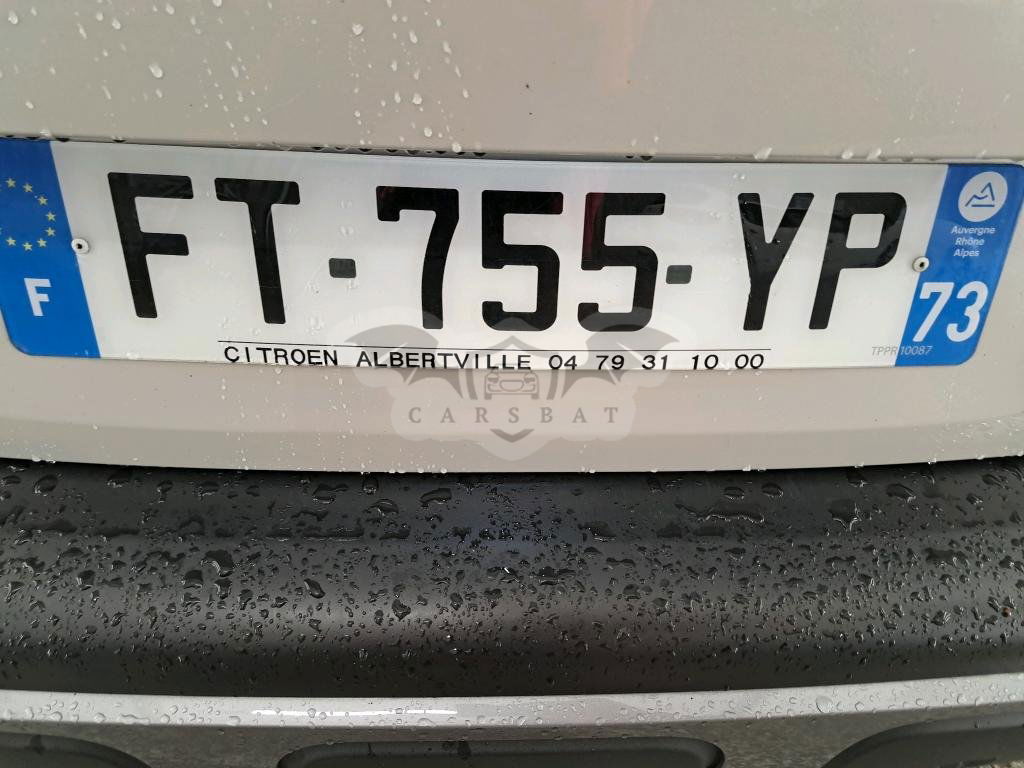 FT-755-YP
F
Auvergne
Rhône
Alpes
73
TPPR 10087
CITROEN ALBERTVILLE 04 79 31 10 00
CARSBAT